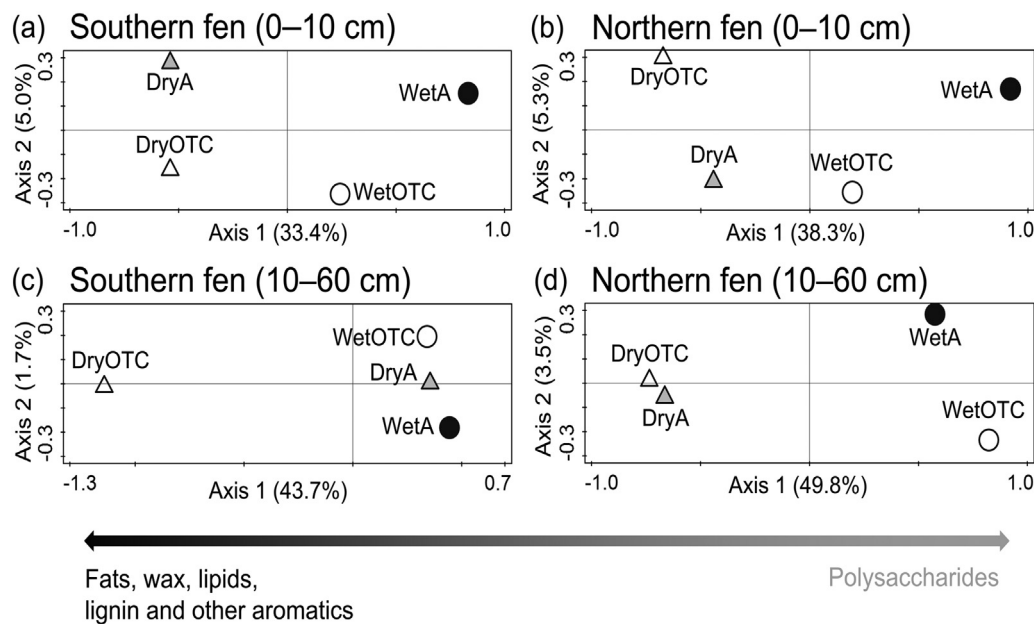 (a) Southern fen (0–10 cm)
0.3
DryA
WetA
DryOTC
WetOTC
Axis 2 (5.0%)
-0.3
-1.0
Axis 1 (33.4%)
1.0
(b) Northern fen (0–10 cm)
0.3
DryOTC
WetA
DryA
WetOTC
Axis 2 (5.3%)
-0.3
-1.0
Axis 1 (38.3%)
1.0
(c) Southern fen (10–60 cm)
0.3
WetOTC
DryOTC
DryA
WetA
Axis 2 (1.7%)
-0.3
-1.3
Axis 1 (43.7%)
0.7
(d) Northern fen (10–60 cm)
0.3
WetA
DryOTC
DryA
WetOTC
Axis 2 (3.5%)
-0.3
-1.0
Axis 1 (49.8%)
1.0
Fats, wax, lipids,
lignin and other aromatics
Polysaccharides